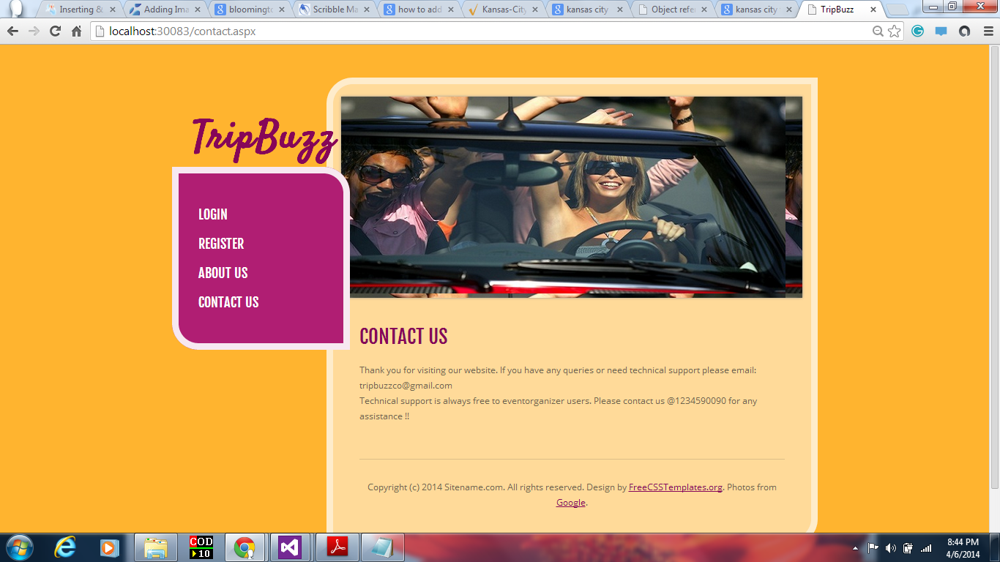 Inserting &
Adding Ima
bloomingto
Scribble Ma
how to add
Kansas-City
kansas city
Object refe
kansas city
TripBuzz
localhost:30083/contact.aspx
TripBuzz
LOGIN
REGISTER
ABOUT US
CONTACT US
CONTACT US
Thank you for visiting our website. If you have any queries or need technical support please email:
tripbuzzco@gmail.com
Technical support is always free to eventorganizer users. Please contact us @1234590090 for any
assistance !!
Copyright (c) 2014 Sitename.com. All rights reserved. Design by FreeCSSTemplates.org. Photos from
Google.
COD
10
8:44 PM
4/6/2014